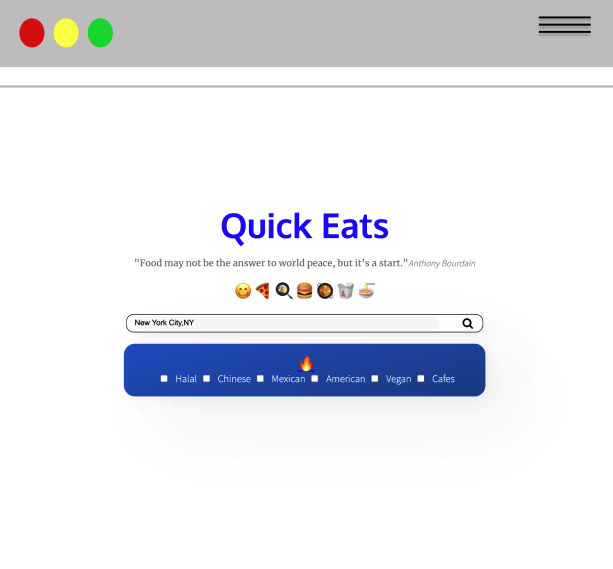 Quick Eats
"Food may not be the answer to world peace, but it's a start."Anthony Bourdain
New York City,NY
Halal Chinese Mexican American Vegan Cafes